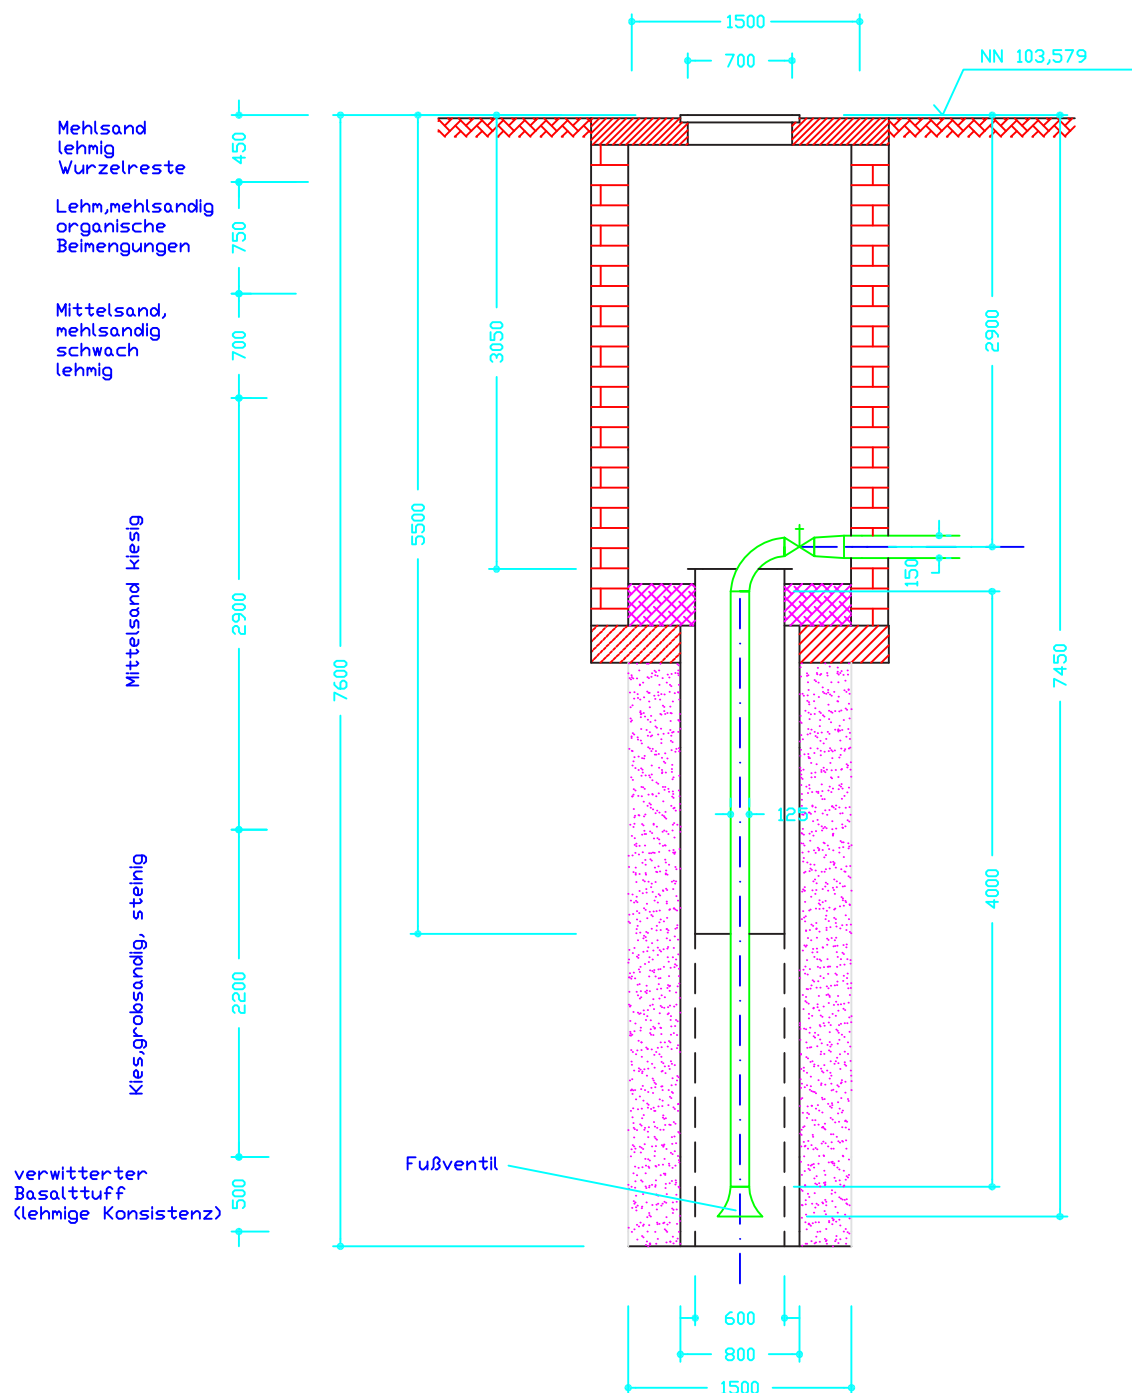 1500
700
NN 103,579
Mehlsand
lehmig
Wurzelreste
450
Lehm,mehlsandig
organische
Beimengungen
750
Mittelsand,
mehlsandig
schwach
lehmig
700
3050
2900
5500
150
Mittelsand kiesig
2900
7600
7450
125
4000
Kies,grobsandig, steinig
2200
Fußventil
verwitterter
Basalttuff
(lehmige Konsistenz)
500
600
800
1500